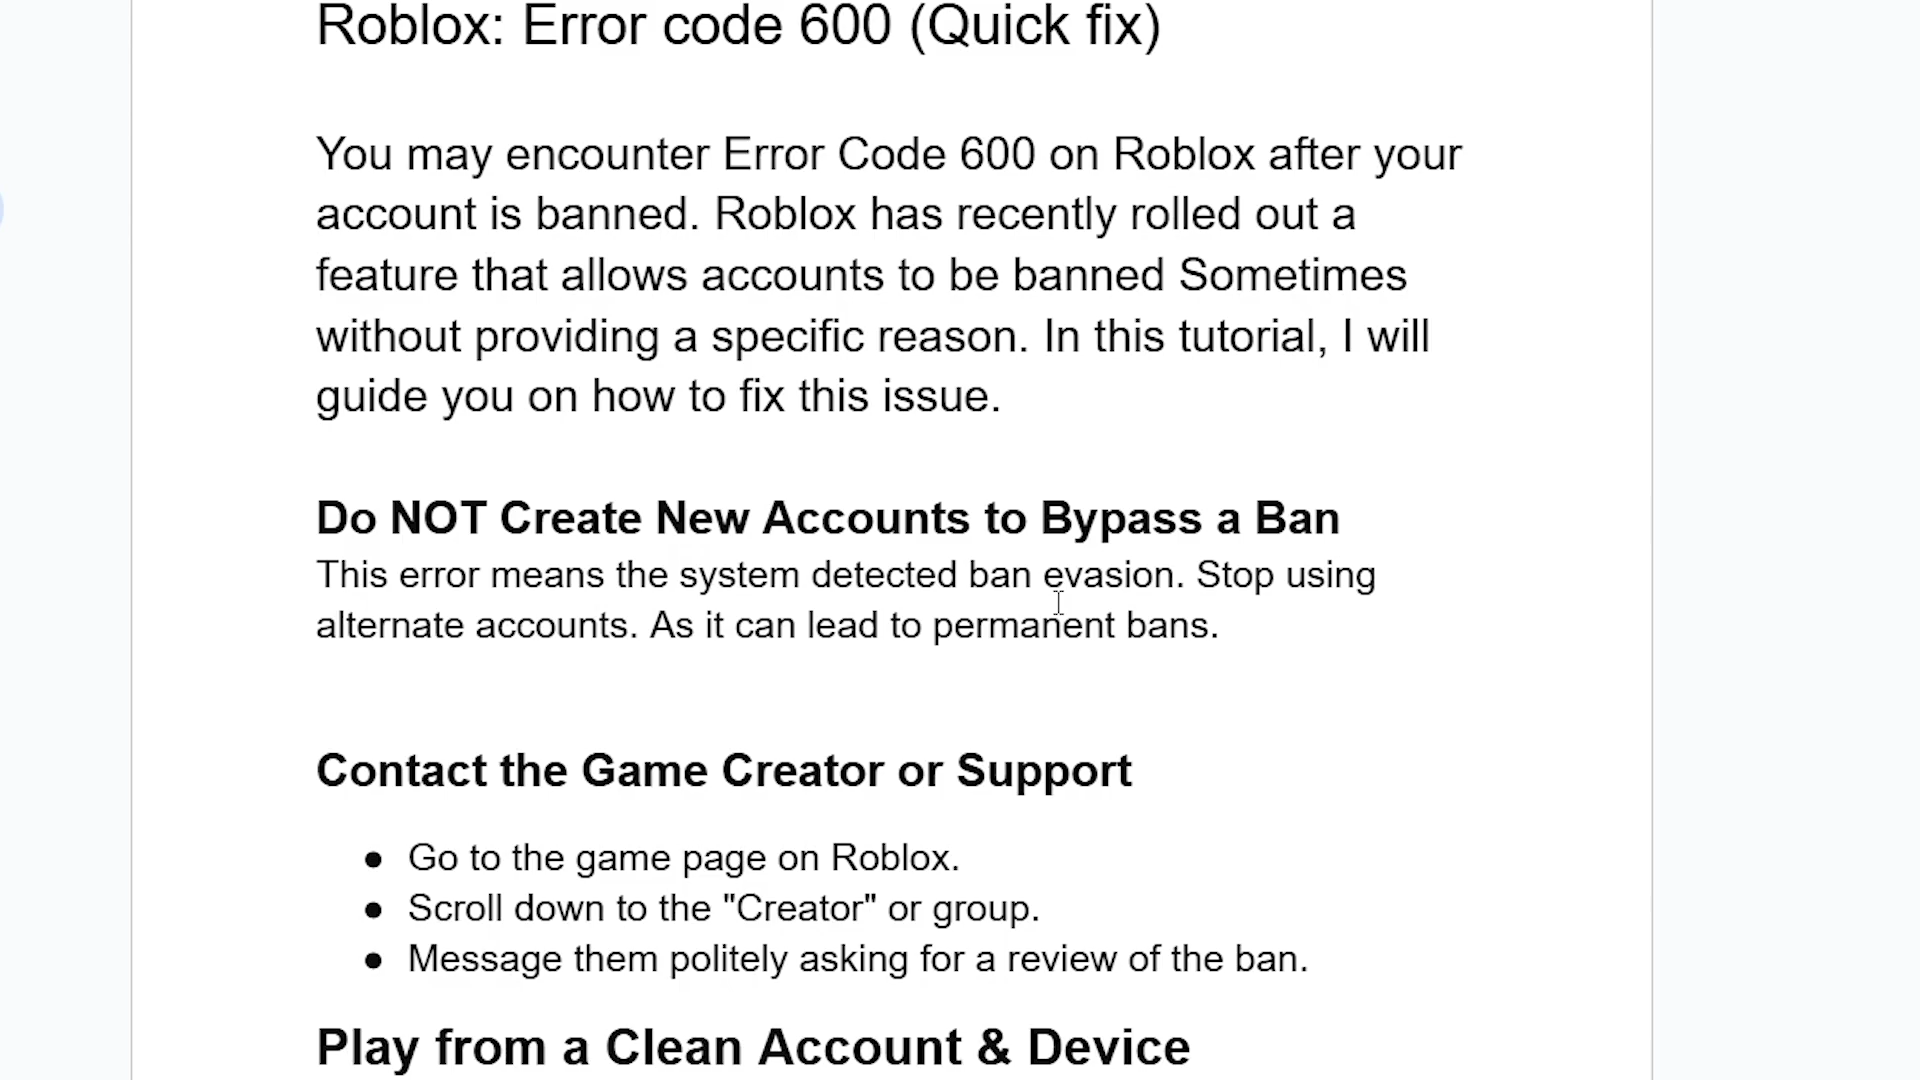 Roblox: Error code 600 (Quick fix)
You may encounter Error Code 600 on Roblox after your
account is banned. Roblox has recently rolled out a
feature that allows accounts to be banned Sometimes
without providing a specific reason. In this tutorial, I will
guide you on how to fix this issue.
Do NOT Create New Accounts to Bypass a Ban
This error means the system detected ban evasion. Stop using
alternate accounts. As it can lead to permanent bans.
Contact the Game Creator or Support
● Go to the game page on Roblox.
● Scroll down to the "Creator" or group.
● Message them politely asking for a review of the ban.
Play from a Clean Account & Device